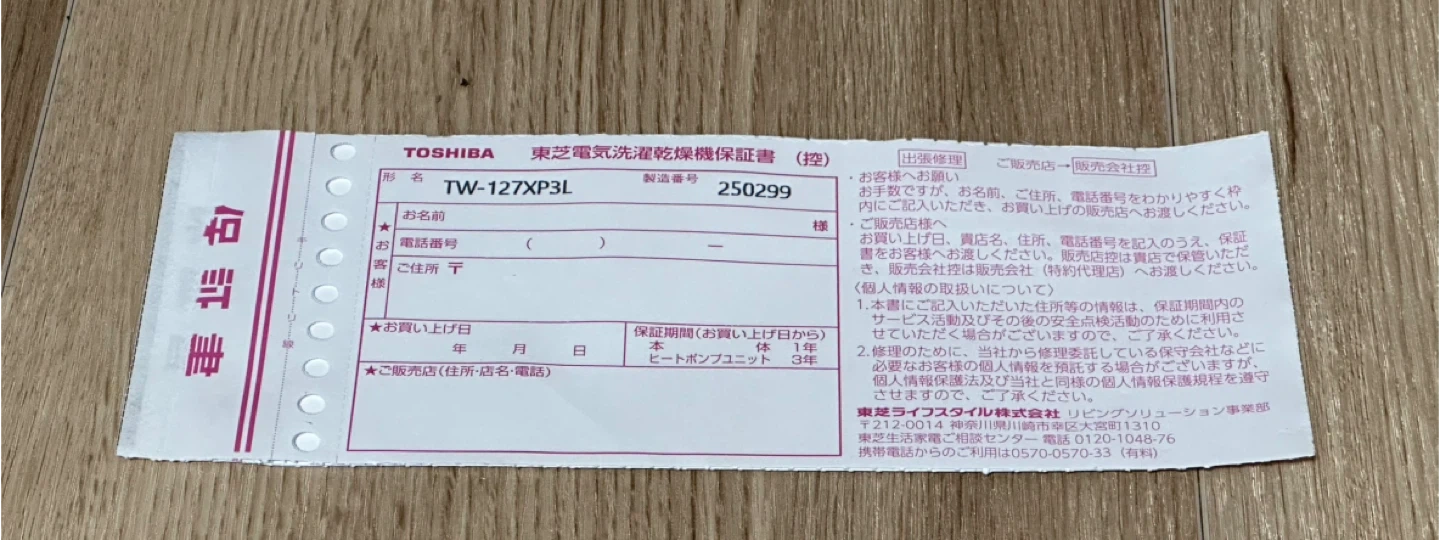 TOSHIBA 東芝電気洗濯乾燥機保証書 (控)
形名 TW-127XP3L 製造番号 250299
★お客様
お名前 様
電話番号 ( ) ―
ご住所 〒
★お買い上げ日
年 月 日
保証期間(お買い上げ日から)
本体 1年
ヒートポンプユニット 3年
★ご販売店(住所・店名・電話)
出張修理 ご販売店→販売会社控
・お客様へお願い
お手数ですが、お名前、ご住所、電話番号をわかりやすく枠
内にご記入いただき、お買い上げの販売店へお渡しください。
・ご販売店様へ
お買い上げ日、貴店名、住所、電話番号を記入のうえ、保証
書をお客様へお渡しください。販売店控は貴店で保管いただ
き、販売会社控は販売会社(特約代理店)へお渡しください。
〈個人情報の取扱いについて〉
1.本書にご記入いただいた住所等の情報は、保証期間内の
サービス活動及びその後の安全点検活動のために利用さ
せていただく場合がございますので、ご了承ください。
2.修理のために、当社から修理委託している保守会社などに
必要なお客様の個人情報を預託する場合がございますが、
個人情報保護法及び当社と同様の個人情報保護規程を遵守
させますので、ご了承ください。
東芝ライフスタイル株式会社 リビングソリューション事業部
〒212-0014 神奈川県川崎市幸区大宮町1310
東芝生活家電ご相談センター 電話 0120-1048-76
携帯電話からのご利用は0570-0570-33 (有料)